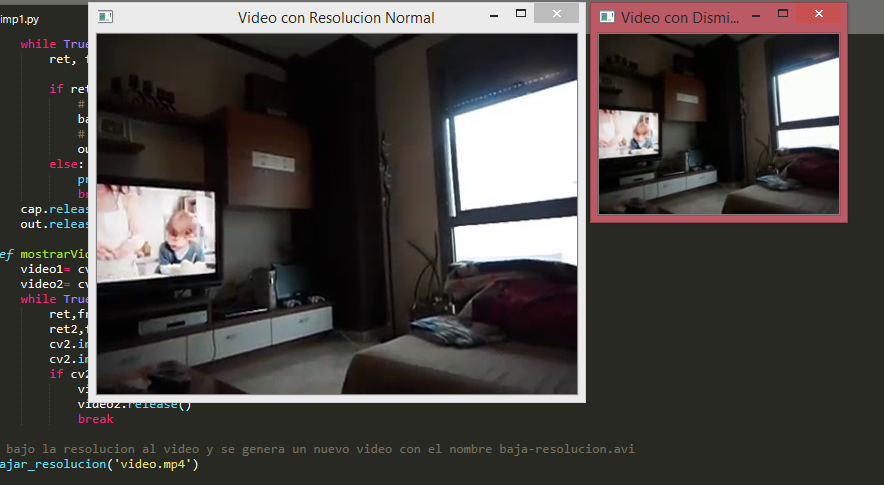 imp1.py
Video con Resolucion Normal
Video con Dismi...
while True
ret, f
if ret
#
ba
#
ou
else:
pr
br
cap.releas
out.releas
ef mostrarVid
video1= cv
video2= cv
while True
ret,fr
ret2,f
cv2.im
cv2.im
if cv2
vi
video2.release()
break
bajo la resolucion al video y se genera un nuevo video con el nombre baja-resolucion.avi
ajar_resolucion('video.mp4')